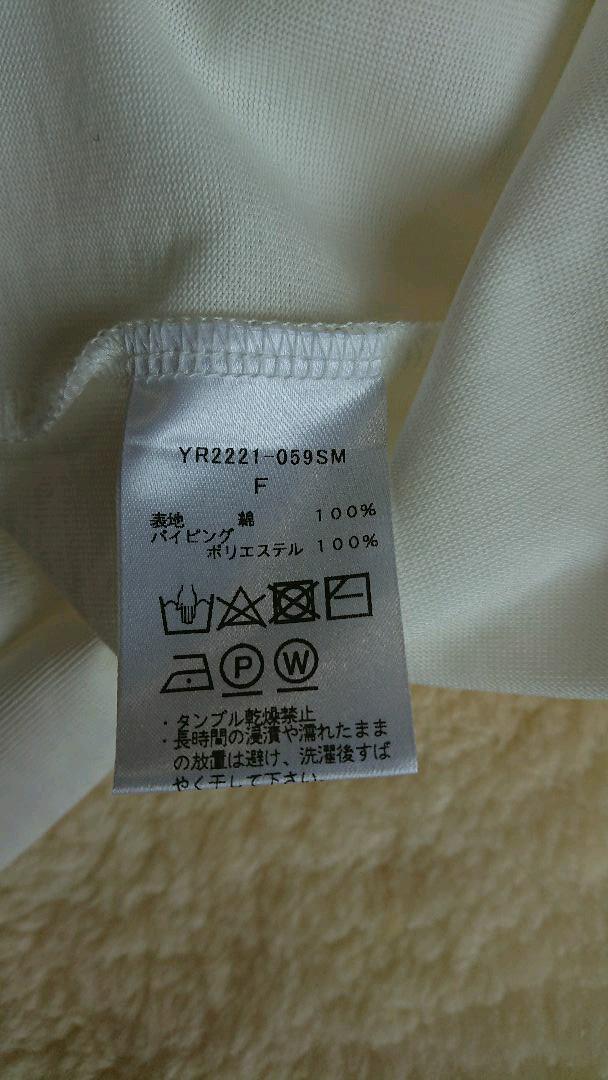 YR2221-059SM
F
表地 綿 100%
パイピング
ポリエステル 100%
P W
・タンブル乾燥禁止
・長時間の浸漬や濡れたまま
の放置は避け、洗濯後すば
やく干して下さい。